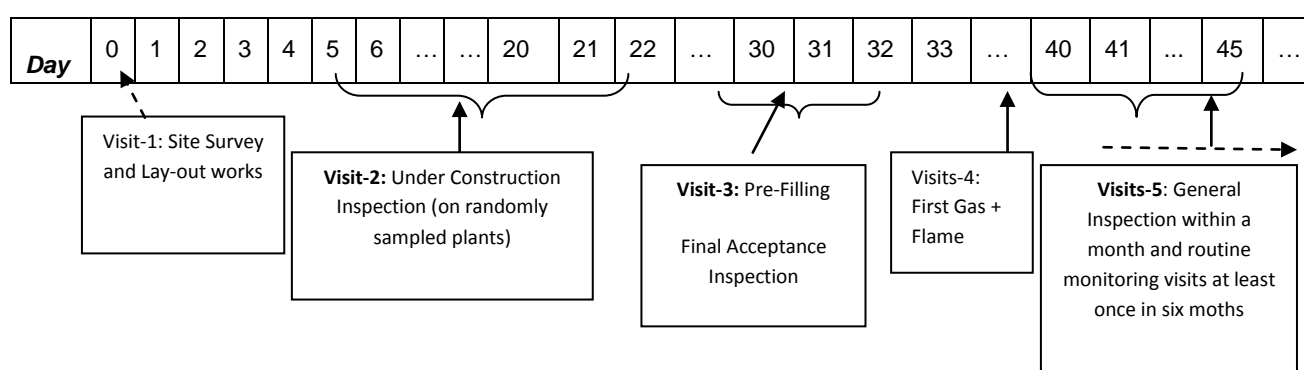 Day 0 1 2 3 4 5 6 … … 20 21 22 … 30 31 32 33 … 40 41 ... 45 …
Visit-1: Site Survey
and Lay-out works
Visit-2: Under Construction
Inspection (on randomly
sampled plants)
Visit-3: Pre-Filling
Final Acceptance
Inspection
Visits-4:
First Gas +
Flame
Visits-5: General
Inspection within a
month and routine
monitoring visits at least
once in six moths